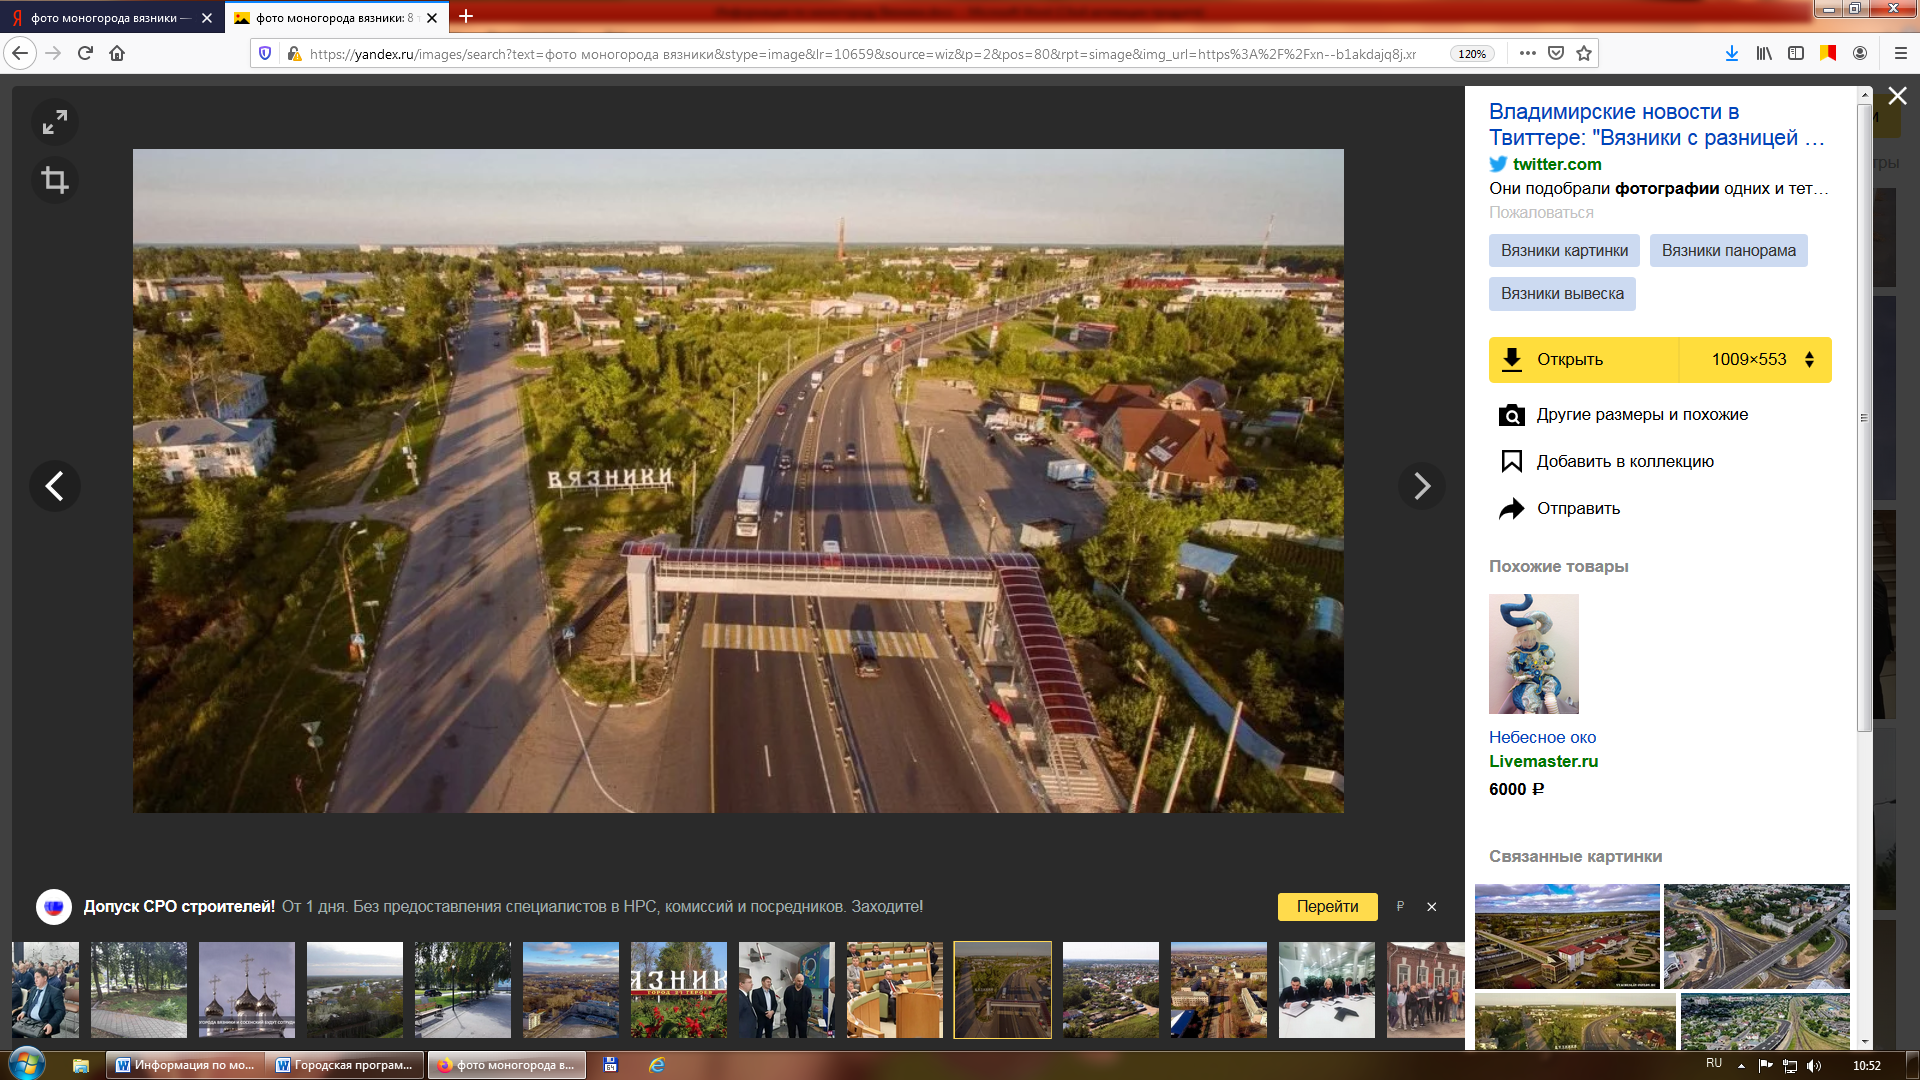 фото моногорода вязники —
фото моногорода вязники: 8 т
https://yandex.ru/images/search?text=фото моногорода вязники&stype=image&lr=10659&source=wiz&p=2&pos=80&rpt=simage&img_url=https%3A%2F%2Fxn--b1akdajq8j.xr
120%
ВЯЗНИКИ
Владимирские новости в
Твиттере: "Вязники с разницей ...
twitter.com
Они подобрали фотографии одних и тет...
Пожаловаться
Вязники картинки
Вязники панорама
Вязники вывеска
Открыть
1009×553
Другие размеры и похожие
Добавить в коллекцию
Отправить
Похожие товары
Небесное око
Livemaster.ru
6000 ₽
Связанные картинки
Допуск СРО строителей! От 1 дня. Без предоставления специалистов в НРС, комиссий и посредников. Заходите!
Перейти
₽
ЯЗНИК
Информация по мо...
Городская програм...
фото моногорода в...
64
RU
10:52